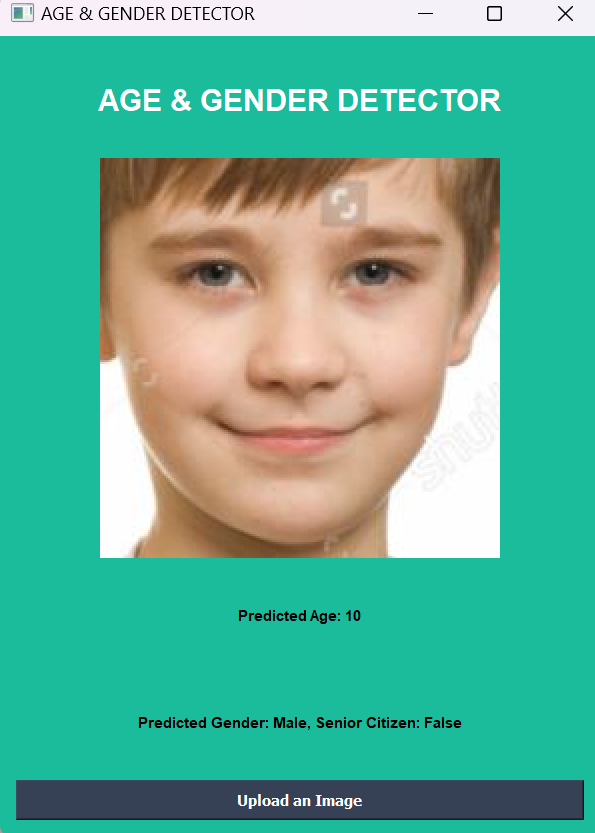 AGE & GENDER DETECTOR
AGE & GENDER DETECTOR
Predicted Age: 10
Predicted Gender: Male, Senior Citizen: False
Upload an Image